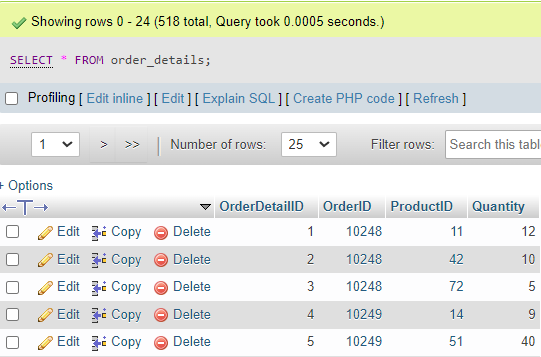 Showing rows 0 - 24 (518 total, Query took 0.0005 seconds.)
SELECT * FROM order_details;
Profiling [ Edit inline ] [ Edit ] [ Explain SQL ] [ Create PHP code ] [ Refresh ]
1 > >> | Number of rows: 25 Filter rows: Search this table
+ Options
←T→ OrderDetailID OrderID ProductID Quantity
Edit Copy Delete 1 10248 11 12
Edit Copy Delete 2 10248 42 10
Edit Copy Delete 3 10248 72 5
Edit Copy Delete 4 10249 14 9
Edit Copy Delete 5 10249 51 40